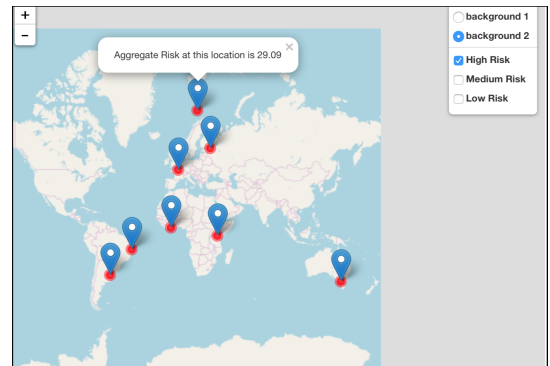 +
−
Aggregate Risk at this location is 29.09
×
background 1
background 2
High Risk
Medium Risk
Low Risk